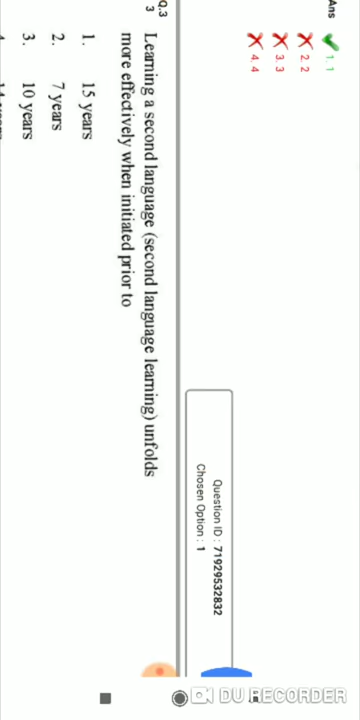 Ans
1. 1
2. 2
3. 3
4. 4
Question ID : 71929532832
Chosen Option : 1
Q.3
3
Learning a second language (second language learning) unfolds
more effectively when initiated prior to
1. 15 years
2. 7 years
3. 10 years
DU RECORDER